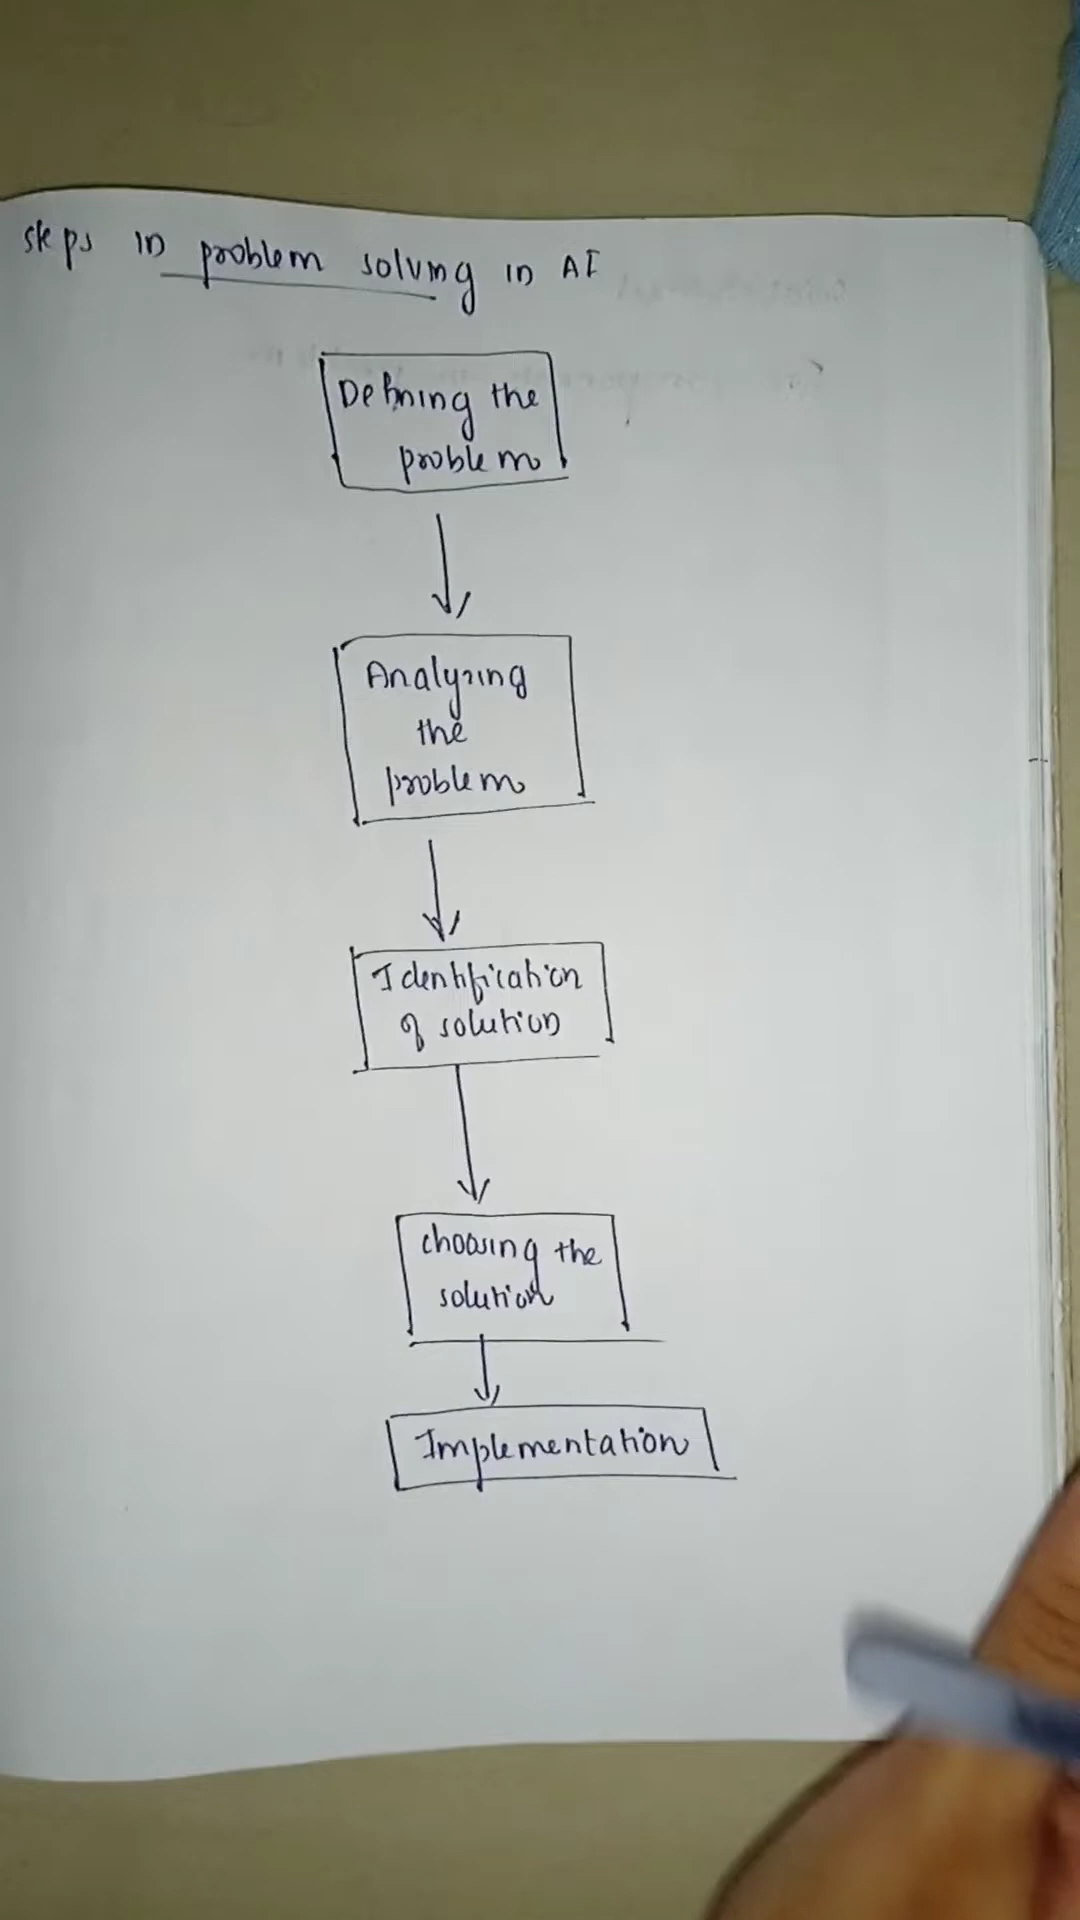 steps in problem solving in AI
Defining the
problem
Analyzing
the
problem
Identification
of solution
choosing the
solution
Implementation